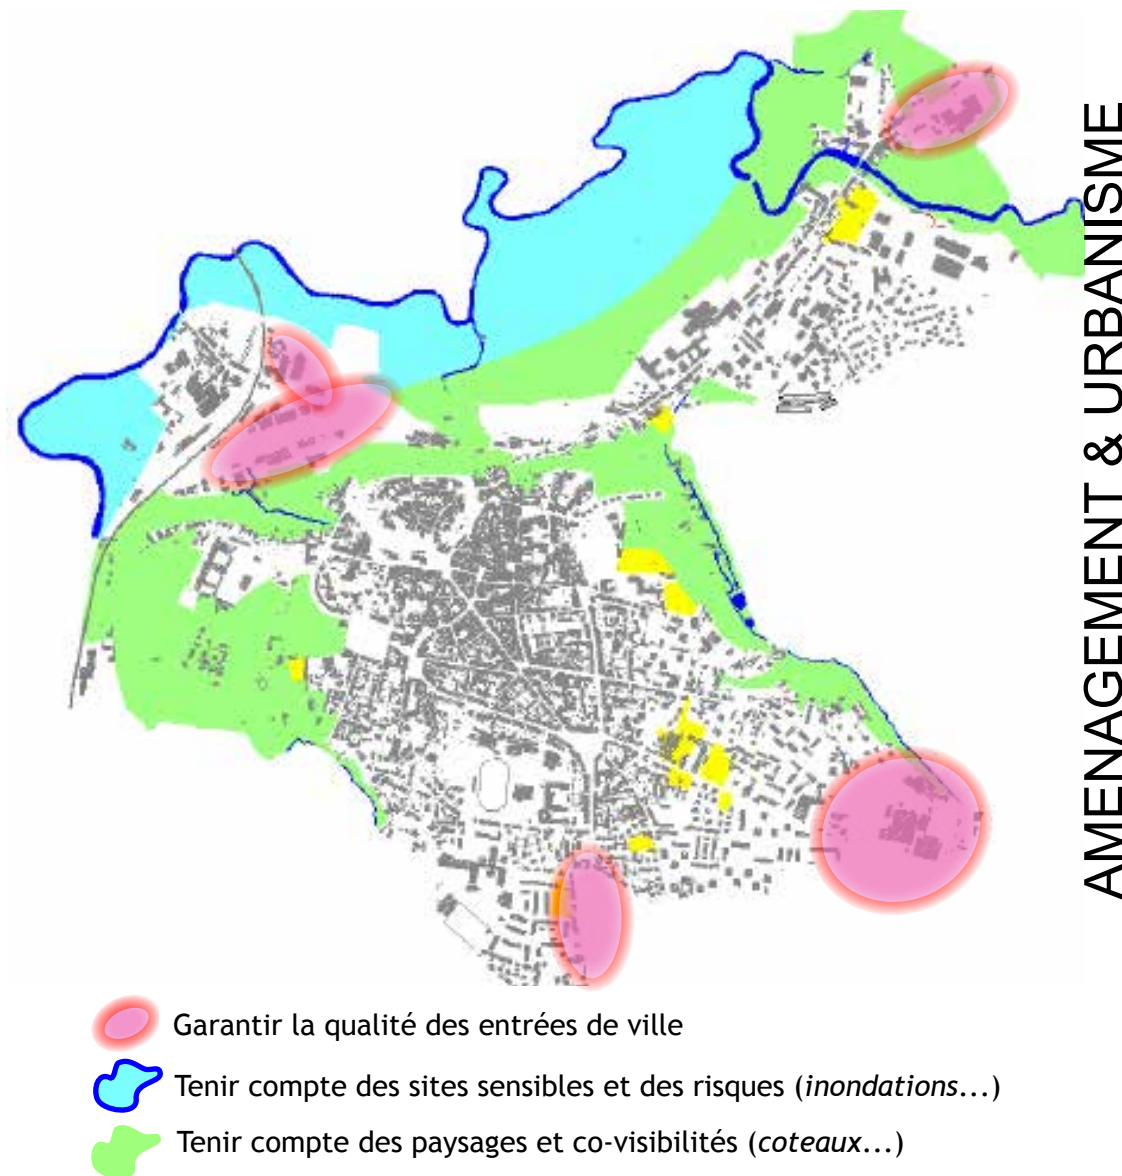 AMENAGEMENT & URBANISME
Garantir la qualité des entrées de ville
Tenir compte des sites sensibles et des risques (inondations...)
Tenir compte des paysages et co-visibilités (coteaux...)